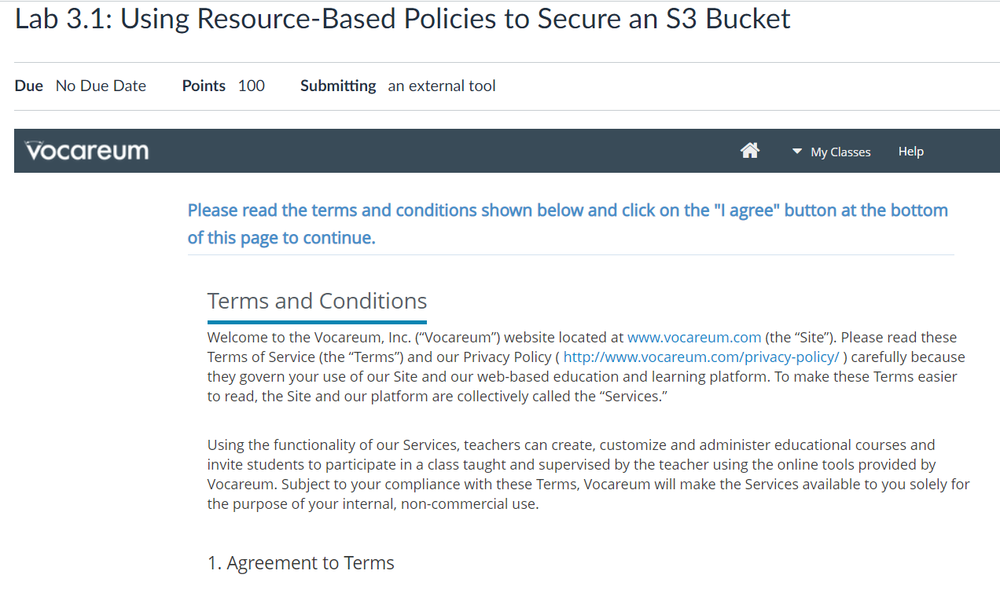 Lab 3.1: Using Resource-Based Policies to Secure an S3 Bucket
Due No Due Date Points 100 Submitting an external tool
Vocareum My Classes Help
Please read the terms and conditions shown below and click on the "I agree" button at the bottom
of this page to continue.
Terms and Conditions
Welcome to the Vocareum, Inc. (“Vocareum”) website located at www.vocareum.com (the “Site”). Please read these
Terms of Service (the “Terms”) and our Privacy Policy ( http://www.vocareum.com/privacy-policy/ ) carefully because
they govern your use of our Site and our web-based education and learning platform. To make these Terms easier
to read, the Site and our platform are collectively called the “Services.”
Using the functionality of our Services, teachers can create, customize and administer educational courses and
invite students to participate in a class taught and supervised by the teacher using the online tools provided by
Vocareum. Subject to your compliance with these Terms, Vocareum will make the Services available to you solely for
the purpose of your internal, non-commercial use.
1. Agreement to Terms